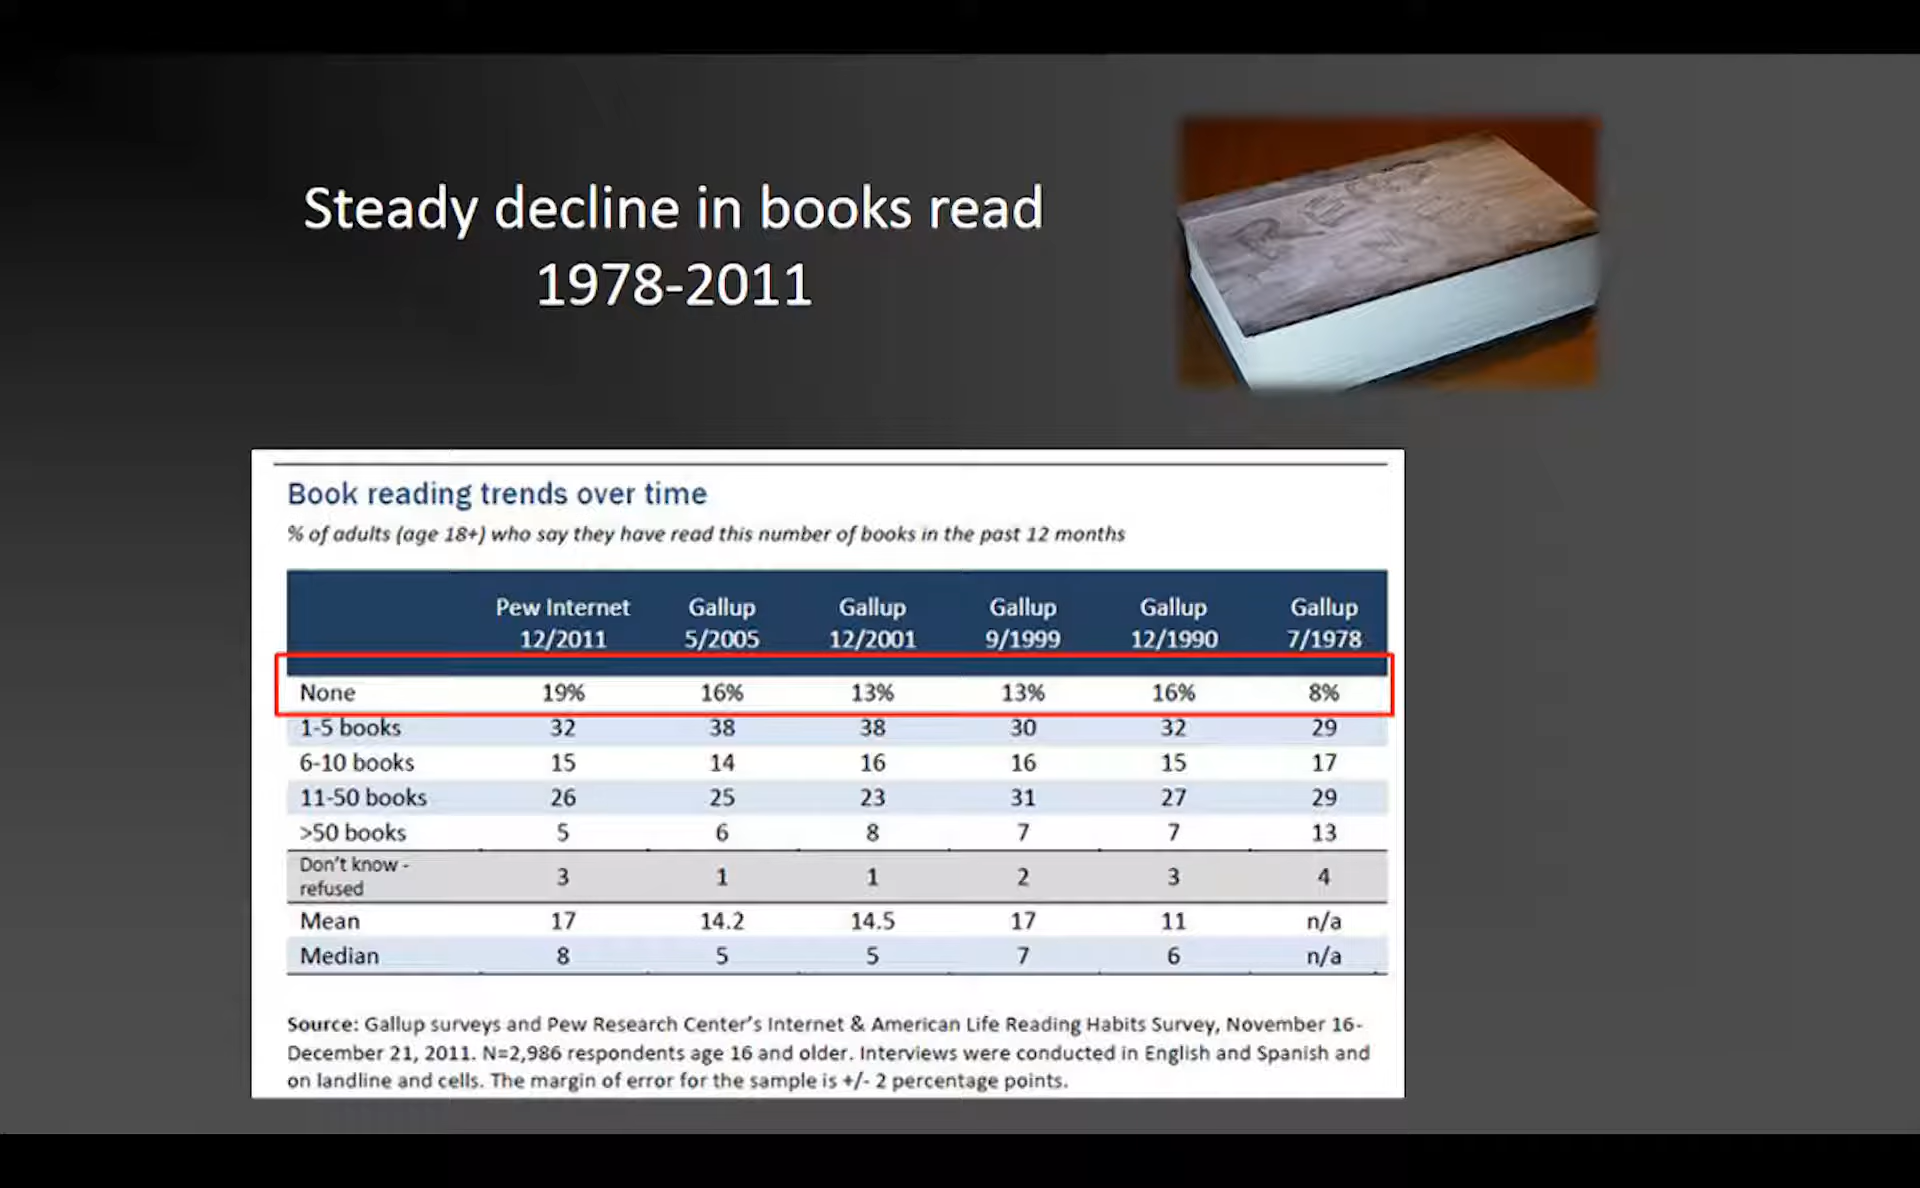 Steady decline in books read
1978-2011
READ
Book reading trends over time
% of adults (age 18+) who say they have read this number of books in the past 12 months
Pew Internet 12/2011 Gallup 5/2005 Gallup 12/2001 Gallup 9/1999 Gallup 12/1990 Gallup 7/1978
None 19% 16% 13% 13% 16% 8%
1-5 books 32 38 38 30 32 29
6-10 books 15 14 16 16 15 17
11-50 books 26 25 23 31 27 29
>50 books 5 6 8 7 7 13
Don't know - refused 3 1 1 2 3 4
Mean 17 14.2 14.5 17 11 n/a
Median 8 5 5 7 6 n/a
Source: Gallup surveys and Pew Research Center's Internet & American Life Reading Habits Survey, November 16-
December 21, 2011. N=2,986 respondents age 16 and older. Interviews were conducted in English and Spanish and
on landline and cells. The margin of error for the sample is +/- 2 percentage points.